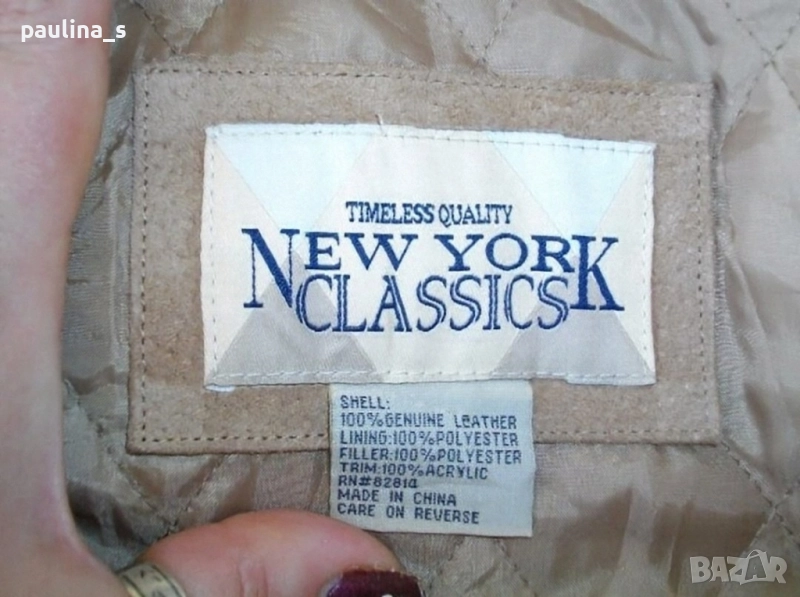 paulina_s
TIMELESS QUALITY
NEW YORK
CLASSICS
SHELL:
100%GENUINE LEATHER
LINING:100%POLYESTER
FILLER:100%POLYESTER
TRIM:100%ACRYLIC
RN#82814
MADE IN CHINA
CARE ON REVERSE
BAZAR